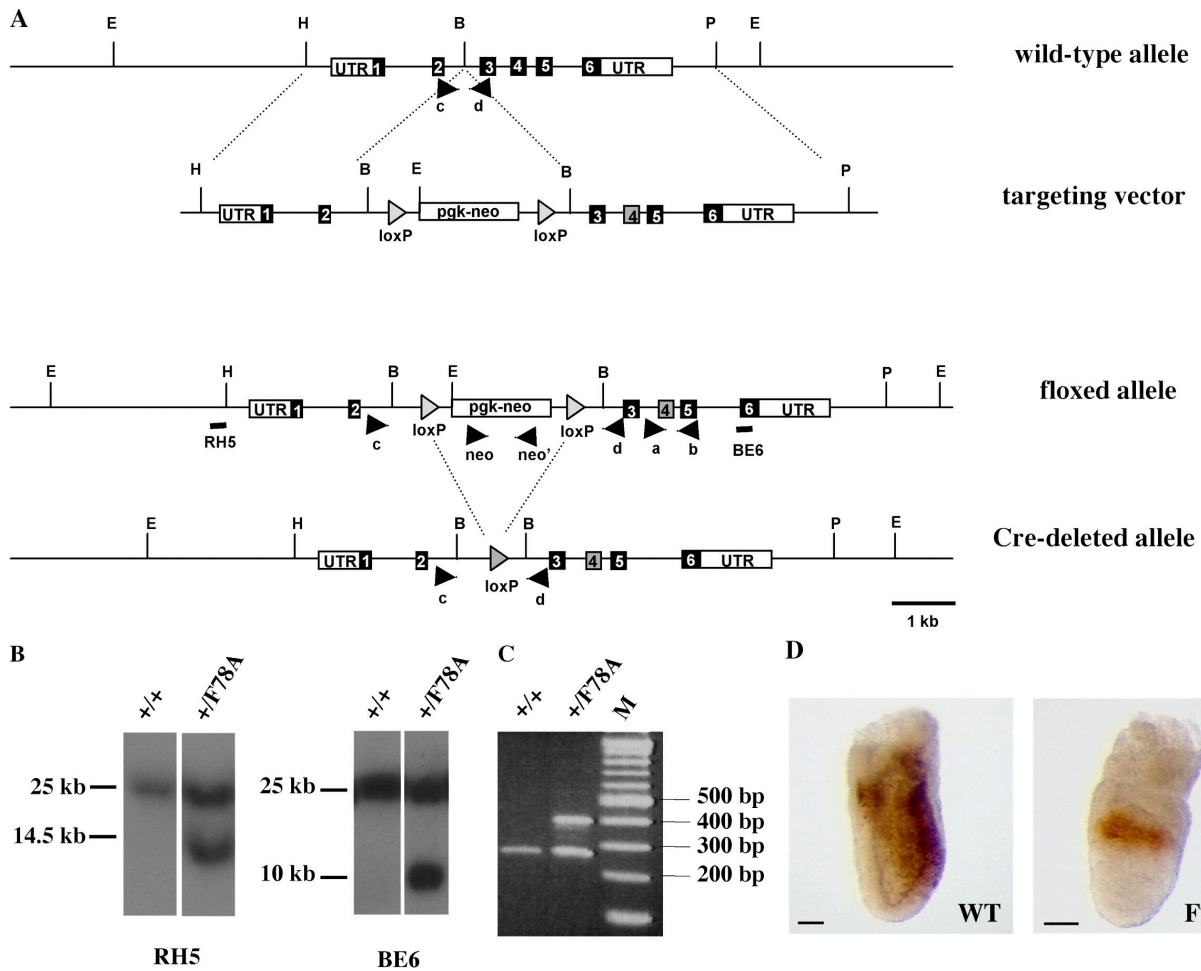 A
E H B P E
UTR 1 2 3 4 5 6 UTR
wild-type allele
c d
H B E B P
UTR 1 2 pgk-neo 3 4 5 6 UTR
targeting vector
loxP loxP
E H B E B P E
floxed allele
UTR 1 2 pgk-neo 3 4 5 6 UTR
RH5 c loxP neo neo' loxP d a b BE6
E H B B P E
Cre-deleted allele
UTR 1 2 3 4 5 6 UTR
c loxP d
1 kb
B
+/+ +/F78A
25 kb
14.5 kb
RH5
+/+ +/F78A
25 kb
10 kb
BE6
C
+/+ +/F78A M
500 bp
400 bp
300 bp
200 bp
D
WT
F